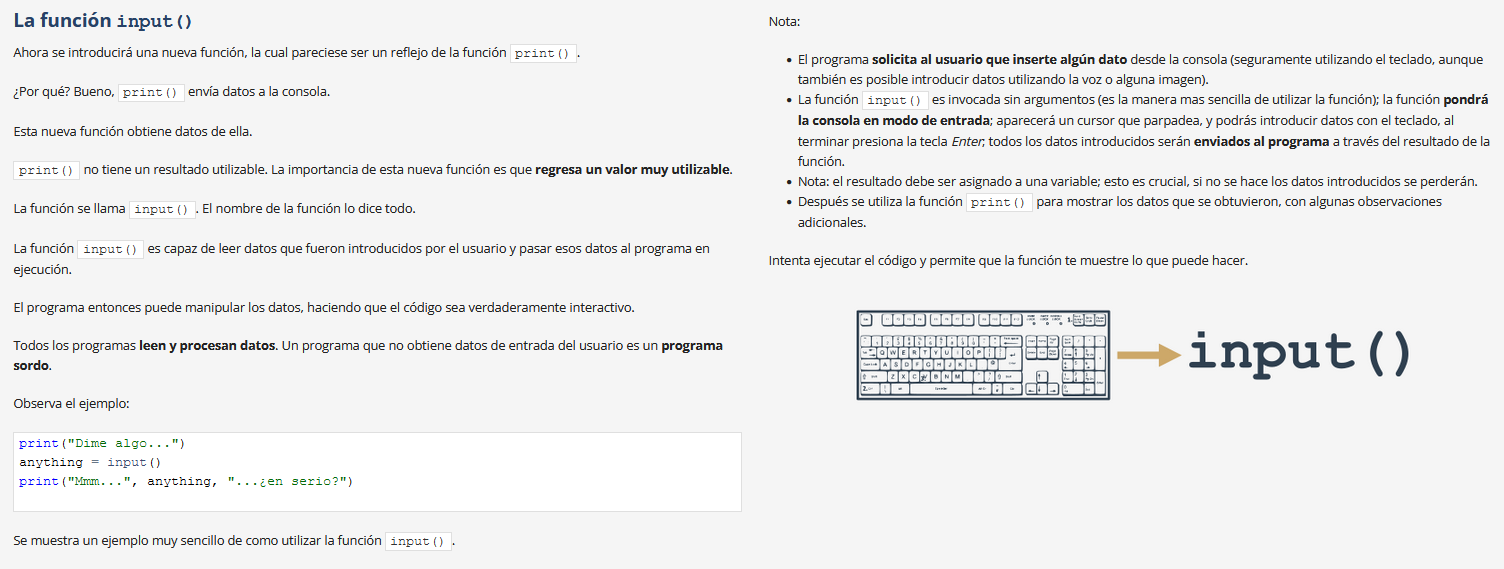 La función input()
Ahora se introducirá una nueva función, la cual pareciese ser un reflejo de la función print().
¿Por qué? Bueno, print() envía datos a la consola.
Esta nueva función obtiene datos de ella.
print() no tiene un resultado utilizable. La importancia de esta nueva función es que regresa un valor muy utilizable.
La función se llama input(). El nombre de la función lo dice todo.
La función input() es capaz de leer datos que fueron introducidos por el usuario y pasar esos datos al programa en
ejecución.
El programa entonces puede manipular los datos, haciendo que el código sea verdaderamente interactivo.
Todos los programas leen y procesan datos. Un programa que no obtiene datos de entrada del usuario es un programa
sordo.
Observa el ejemplo:
print("Dime algo...")
anything = input()
print("Mmm...", anything, "...¿en serio?")
Se muestra un ejemplo muy sencillo de como utilizar la función input().
Nota:
• El programa solicita al usuario que inserte algún dato desde la consola (seguramente utilizando el teclado, aunque
también es posible introducir datos utilizando la voz o alguna imagen).
• La función input() es invocada sin argumentos (es la manera mas sencilla de utilizar la función); la función pondrá
la consola en modo de entrada; aparecerá un cursor que parpadea, y podrás introducir datos con el teclado, al
terminar presiona la tecla Enter; todos los datos introducidos serán enviados al programa a través del resultado de la
función.
• Nota: el resultado debe ser asignado a una variable; esto es crucial, si no se hace los datos introducidos se perderán.
• Después se utiliza la función print() para mostrar los datos que se obtuvieron, con algunas observaciones
adicionales.
Intenta ejecutar el código y permite que la función te muestre lo que puede hacer.
Q W E R T Y U I O P
A S D F G H J K L
Z X C V B N M
input()